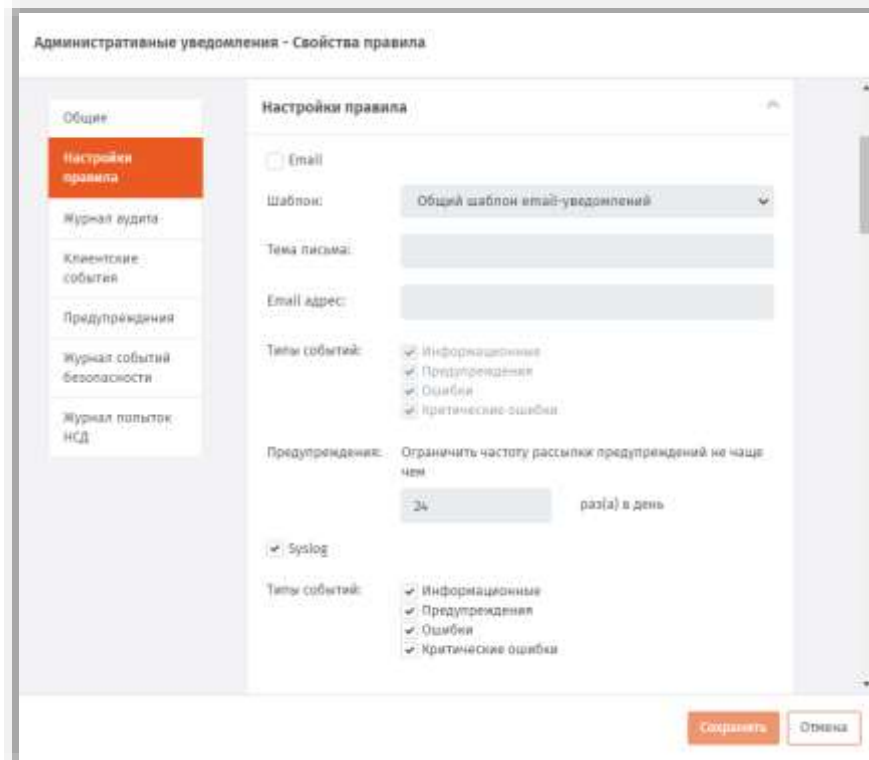 Административные уведомления - Свойства правила
Общие
Настройки
правила
Журнал аудита
Клиентские
события
Предупреждения
Журнал событий
безопасности
Журнал попыток
НСД
Настройки правила
Email
Шаблон:
Общий шаблон email-уведомлений
Тема письма:
Email адрес:
Типы событий:
Информационные
Предупреждения
Ошибки
Критические ошибки
Предупреждения:
Ограничить частоту рассылки предупреждений не чаще
чем
24
раз(а) в день
Syslog
Типы событий:
Информационные
Предупреждения
Ошибки
Критические ошибки
Сохранить
Отмена